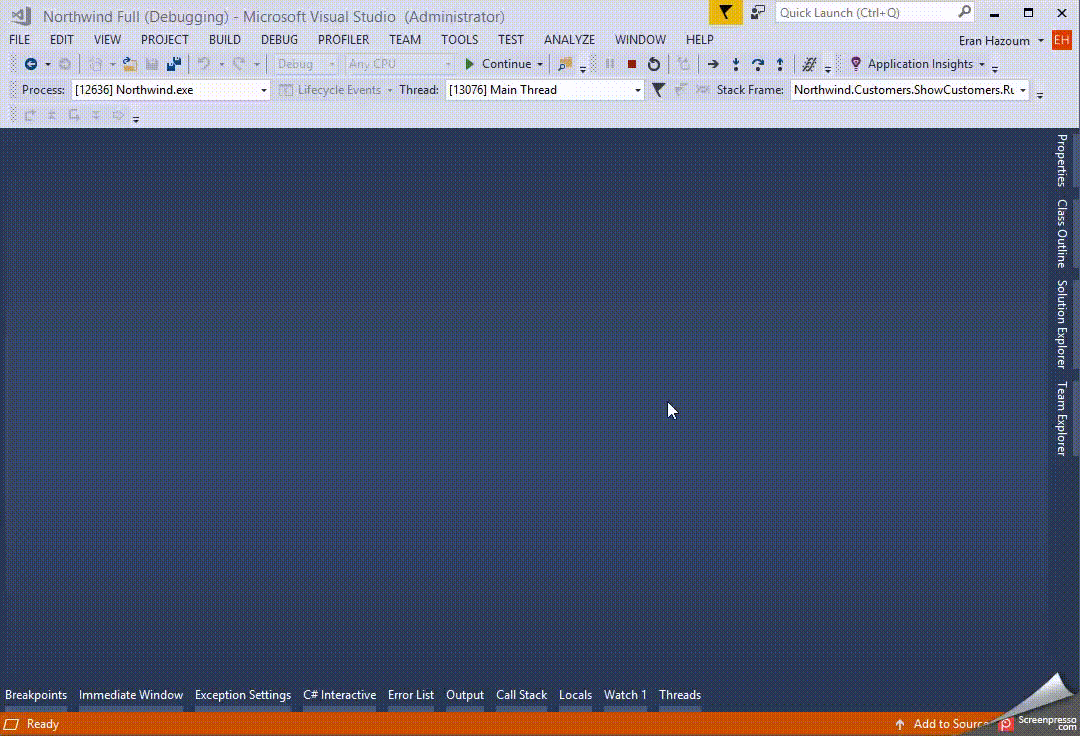 Northwind Full (Debugging) - Microsoft Visual Studio (Administrator)
Quick Launch (Ctrl+Q)
FILE EDIT VIEW PROJECT BUILD DEBUG PROFILER TEAM TOOLS TEST ANALYZE WINDOW HELP
Eran Hazoum EH
Debug Any CPU Continue Application Insights
Process: [12636] Northwind.exe Lifecycle Events Thread: [13076] Main Thread Stack Frame: Northwind.Customers.ShowCustomers.Ru
Properties
Class Outline
Solution Explorer
Team Explorer
Breakpoints Immediate Window Exception Settings C# Interactive Error List Output Call Stack Locals Watch 1 Threads
Ready
Add to Source
Screenpresso
.com